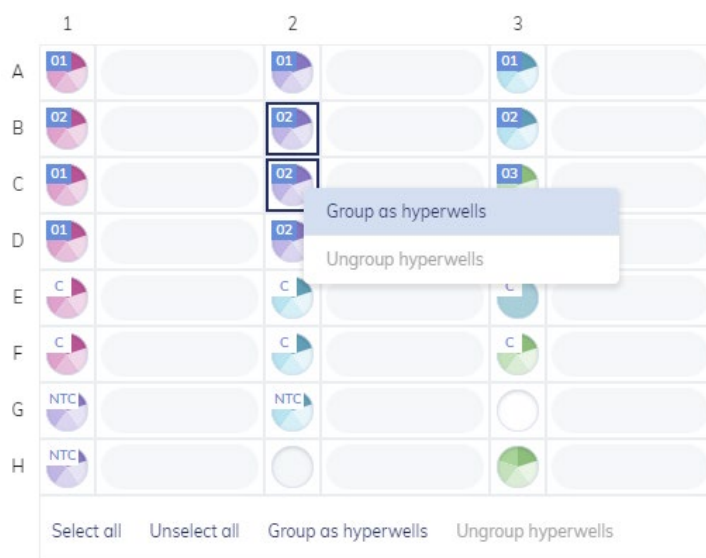 1 2 3
A 01 01 01
B 02 02 02
C 01 02 03
Group as hyperwells
D 01 02
Ungroup hyperwells
E C C C
F C C C
G NTC NTC
H NTC
Select all Unselect all Group as hyperwells Ungroup hyperwells